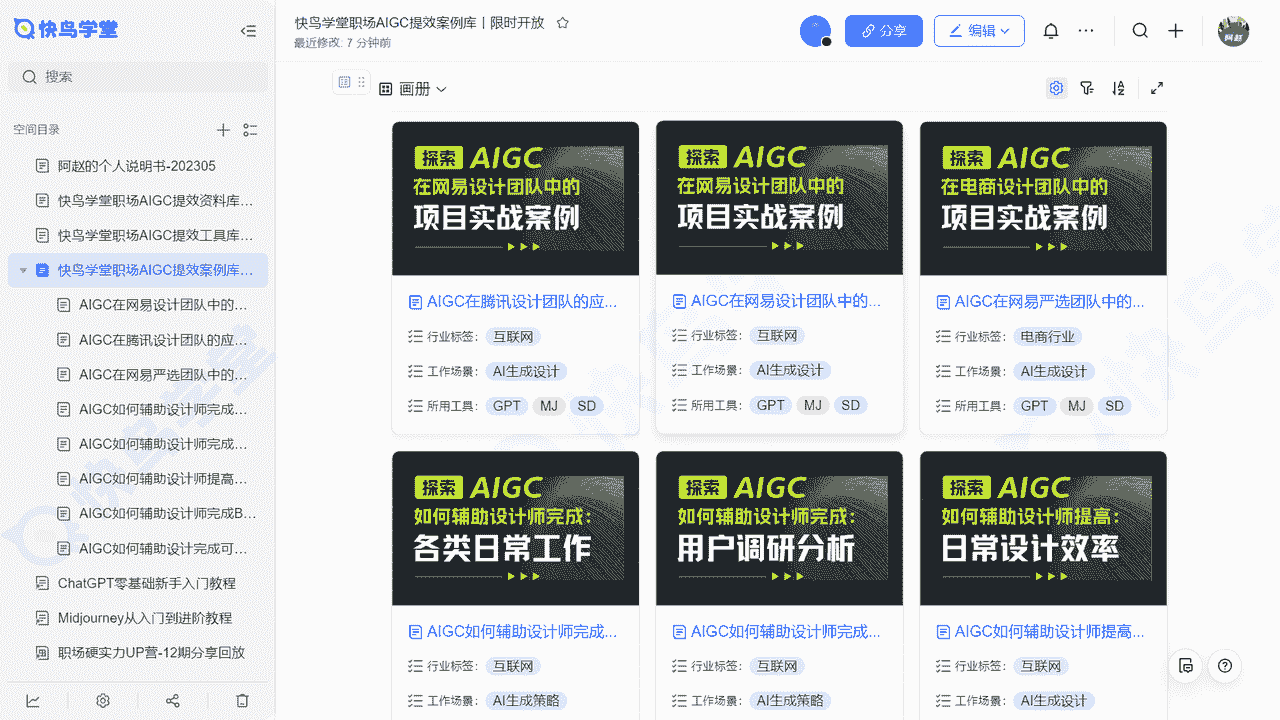 快鸟学堂
搜索
空间目录
阿赵的个人说明书-202305
快鸟学堂职场AIGC提效资料库...
快鸟学堂职场AIGC提效工具库...
快鸟学堂职场AIGC提效案例库...
AIGC在网易设计团队中的...
AIGC在腾讯设计团队的应...
AIGC在网易严选团队中的...
AIGC如何辅助设计师完成...
AIGC如何辅助设计师完成...
AIGC如何辅助设计师提高...
AIGC如何辅助设计师完成B...
AIGC如何辅助设计完成可...
ChatGPT零基础新手入门教程
Midjourney从入门到进阶教程
职场硬实力UP营-12期分享回放
快鸟学堂职场AIGC提效案例库丨限时开放
最近修改: 7 分钟前
分享
编辑
阿赵
画册
探索 AIGC
在网易设计团队中的
项目实战案例
AIGC在腾讯设计团队的应...
行业标签: 互联网
工作场景: AI生成设计
所用工具: GPT MJ SD
探索 AIGC
在网易设计团队中的
项目实战案例
AIGC在网易设计团队中的...
行业标签: 互联网
工作场景: AI生成设计
所用工具: GPT MJ SD
探索 AIGC
在电商设计团队中的
项目实战案例
AIGC在网易严选团队中的...
行业标签: 电商行业
工作场景: AI生成设计
所用工具: GPT MJ SD
探索 AIGC
如何辅助设计师完成:
各类日常工作
AIGC如何辅助设计师完成...
行业标签: 互联网
工作场景: AI生成策略
探索 AIGC
如何辅助设计师完成:
用户调研分析
AIGC如何辅助设计师完成...
行业标签: 互联网
工作场景: AI生成策略
探索 AIGC
如何辅助设计师提高:
日常设计效率
AIGC如何辅助设计师提高...
行业标签: 互联网
工作场景: AI生成设计